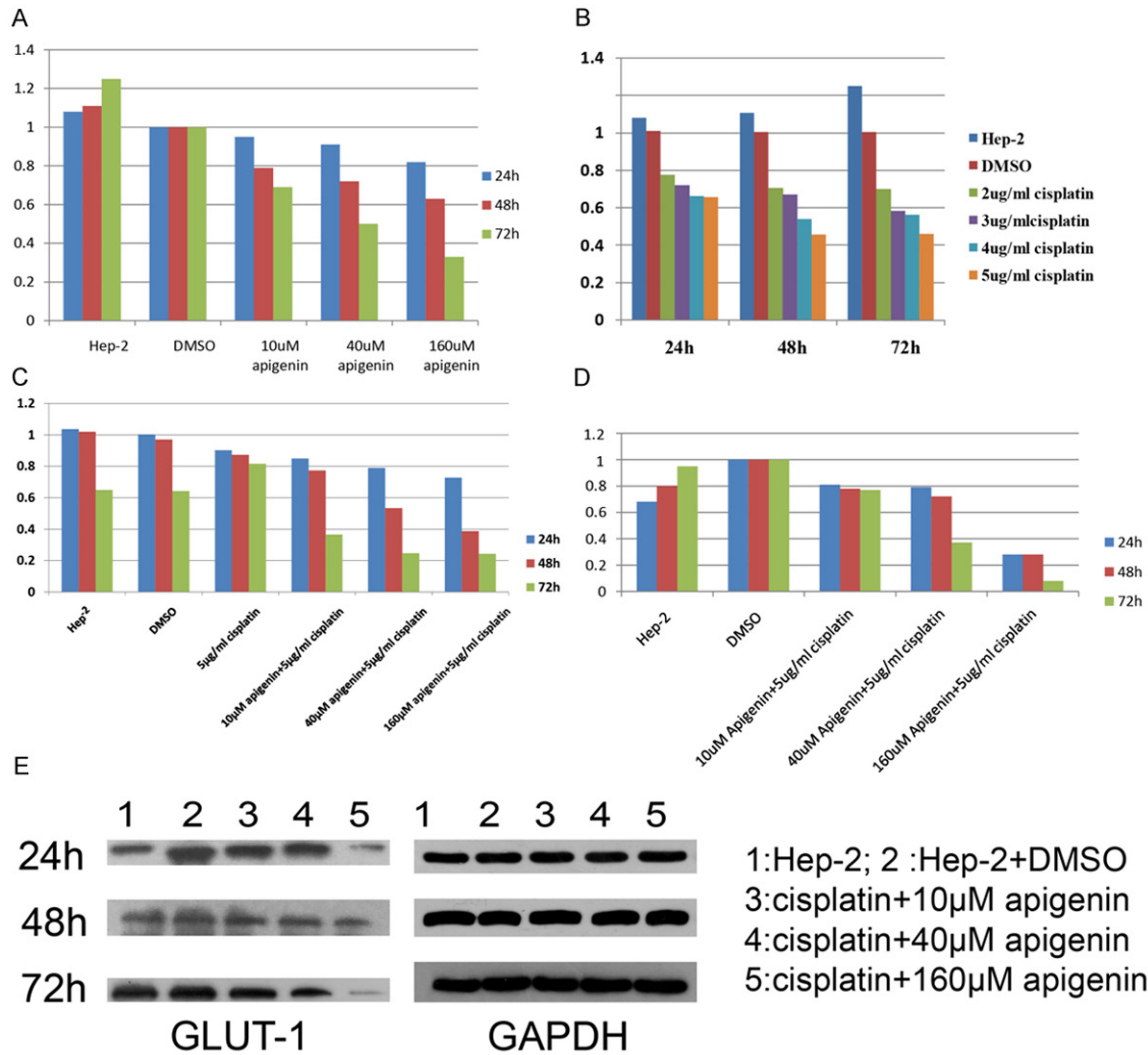 A
1.4
1.2
1
0.8
0.6
0.4
0.2
0
Hep-2
DMSO
10uM
apigenin
40uM
apigenin
160uM
apigenin
24h
48h
72h
B
1.4
1
0.8
0.6
0.4
0.2
0
24h
48h
72h
Hep-2
DMSO
2ug/ml cisplatin
3ug/mlcisplatin
4ug/ml cisplatin
5ug/ml cisplatin
C
1.2
1
0.8
0.6
0.4
0.2
0
Hep-2
DMSO
5µg/ml cisplatin
10µM apigenin+5µg/ml cisplatin
40µM apigenin+5µg/ml cisplatin
160µM apigenin+5µg/ml cisplatin
24h
48h
72h
D
1.2
1
0.8
0.6
0.4
0.2
0
Hep-2
DMSO
10uM Apigenin+5ug/ml cisplatin
40uM Apigenin+5ug/ml cisplatin
160uM Apigenin+5ug/ml cisplatin
24h
48h
72h
E
1 2 3 4 5 1 2 3 4 5
24h
48h
72h
GLUT-1 GAPDH
1:Hep-2; 2 :Hep-2+DMSO
3:cisplatin+10µM apigenin
4:cisplatin+40µM apigenin
5:cisplatin+160µM apigenin